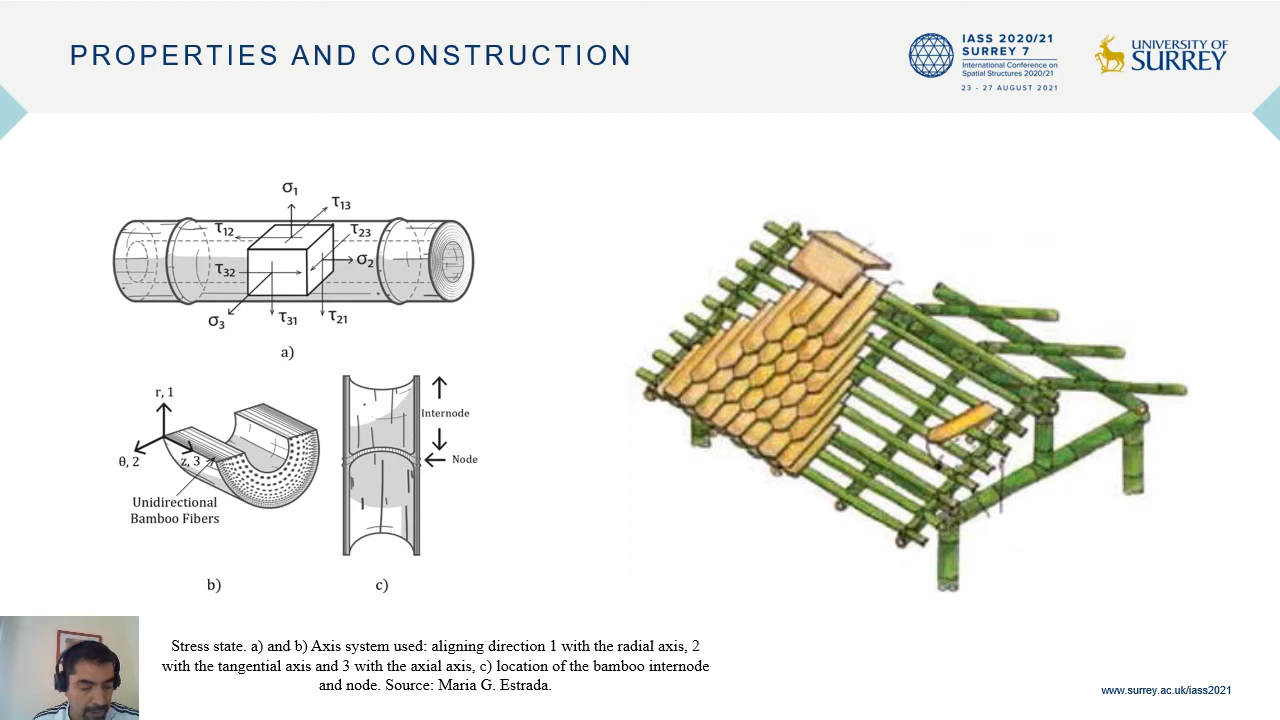 PROPERTIES AND CONSTRUCTION
IASS 2020/21
SURREY 7
International Conference on
Spatial Structures 2020/21
23 - 27 AUGUST 2021
UNIVERSITY OF
SURREY
σ1
τ13
τ12
τ23
σ2
τ32
σ3
τ31
τ21
a)
r, 1
θ, 2
z, 3
Unidirectional
Bamboo Fibers
b)
Internode
Node
c)
Stress state. a) and b) Axis system used: aligning direction 1 with the radial axis, 2
with the tangential axis and 3 with the axial axis, c) location of the bamboo internode
and node. Source: Maria G. Estrada.
www.surrey.ac.uk/iass2021